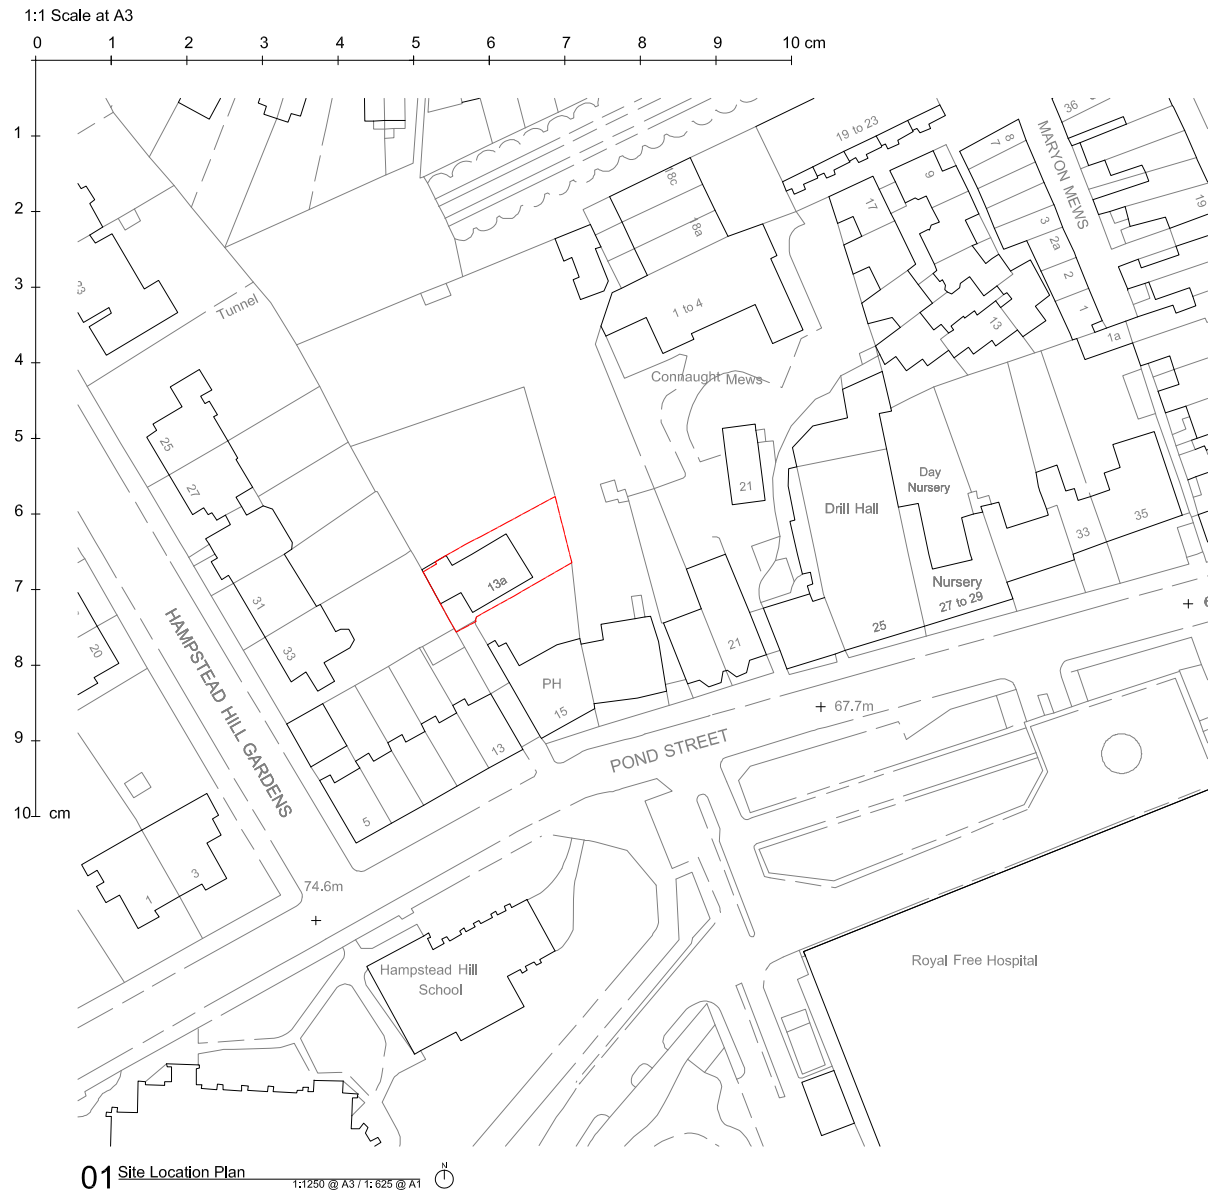 1:1 Scale at A3
0 1 2 3 4 5 6 7 8 9 10 cm
1
2
3
4
5
6
7
8
9
10 cm
36
19 to 23
8
7
MARYON MEWS
18c
9
17
19
3
18a
2a
2
Tunnel
1 to 4
1
13
1a
Connaught Mews
25
27
21
Day
Nursery
Drill Hall
35
33
13a
Nursery
27 to 29
31
25
HAMPSTEAD HILL GARDENS
20
33
21
PH
15
67.7m
POND STREET
13
5
74.6m
3
1
Hampstead Hill
School
Royal Free Hospital
01 Site Location Plan
1:1250 @ A3 / 1: 625 @ A1
N